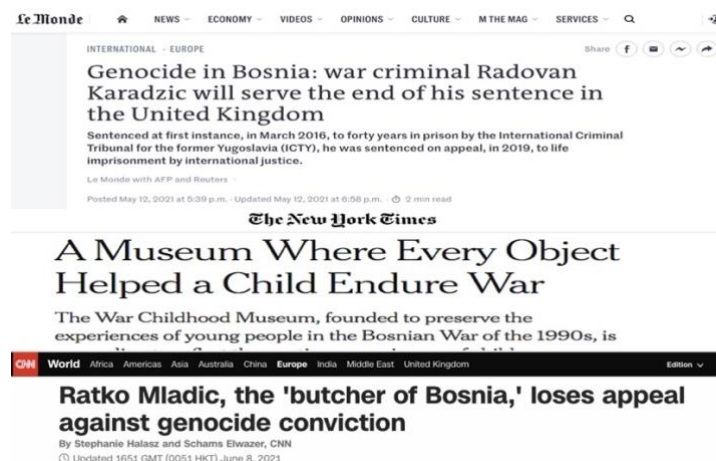 Le Monde NEWS ECONOMY VIDEOS OPINIONS CULTURE M THE MAG SERVICES
INTERNATIONAL · EUROPE Share
Genocide in Bosnia: war criminal Radovan
Karadzic will serve the end of his sentence in
the United Kingdom
Sentenced at first instance, in March 2016, to forty years in prison by the International Criminal
Tribunal for the former Yugoslavia (ICTY), he was sentenced on appeal, in 2019, to life
imprisonment by international justice.
Le Monde with AFP and Reuters
Posted May 12, 2021 at 5:39 p.m. - Updated May 12, 2021 at 6:58 p.m. · 2 min read
The New York Times
A Museum Where Every Object
Helped a Child Endure War
The War Childhood Museum, founded to preserve the
experiences of young people in the Bosnian War of the 1990s, is
CNN World Africa Americas Asia Australia China Europe India Middle East United Kingdom Edition
Ratko Mladic, the 'butcher of Bosnia,' loses appeal
against genocide conviction
By Stephanie Halasz and Schams Elwazer, CNN
Updated 1651 GMT (0051 HKT) June 8, 2021